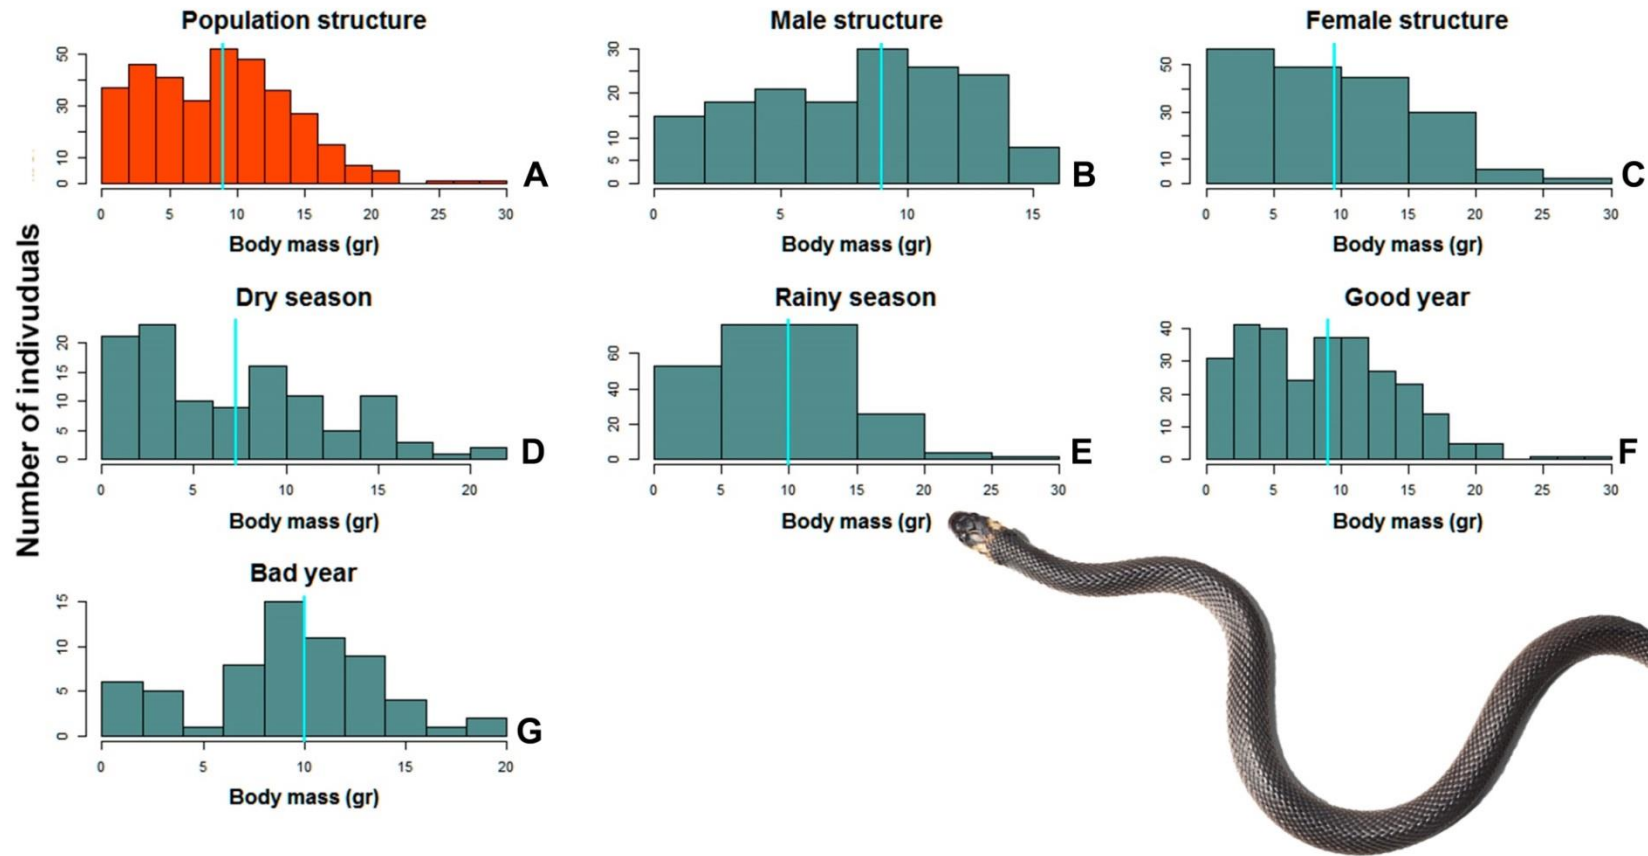 Population structure
50
30
10
0
0 5 10 15 20 25 30
Body mass (gr)
A
Male structure
30
20
10
5
0
0 5 10 15
Body mass (gr)
B
Female structure
50
30
10
0
0 5 10 15 20 25 30
Body mass (gr)
C
Number of indivuduals
Dry season
20
15
10
5
0
0 5 10 15 20
Body mass (gr)
D
Rainy season
60
40
20
0
0 5 10 15 20 25 30
Body mass (gr)
E
Good year
40
30
20
10
0
0 5 10 15 20 25 30
Body mass (gr)
F
Bad year
15
10
5
0
0 5 10 15 20
Body mass (gr)
G